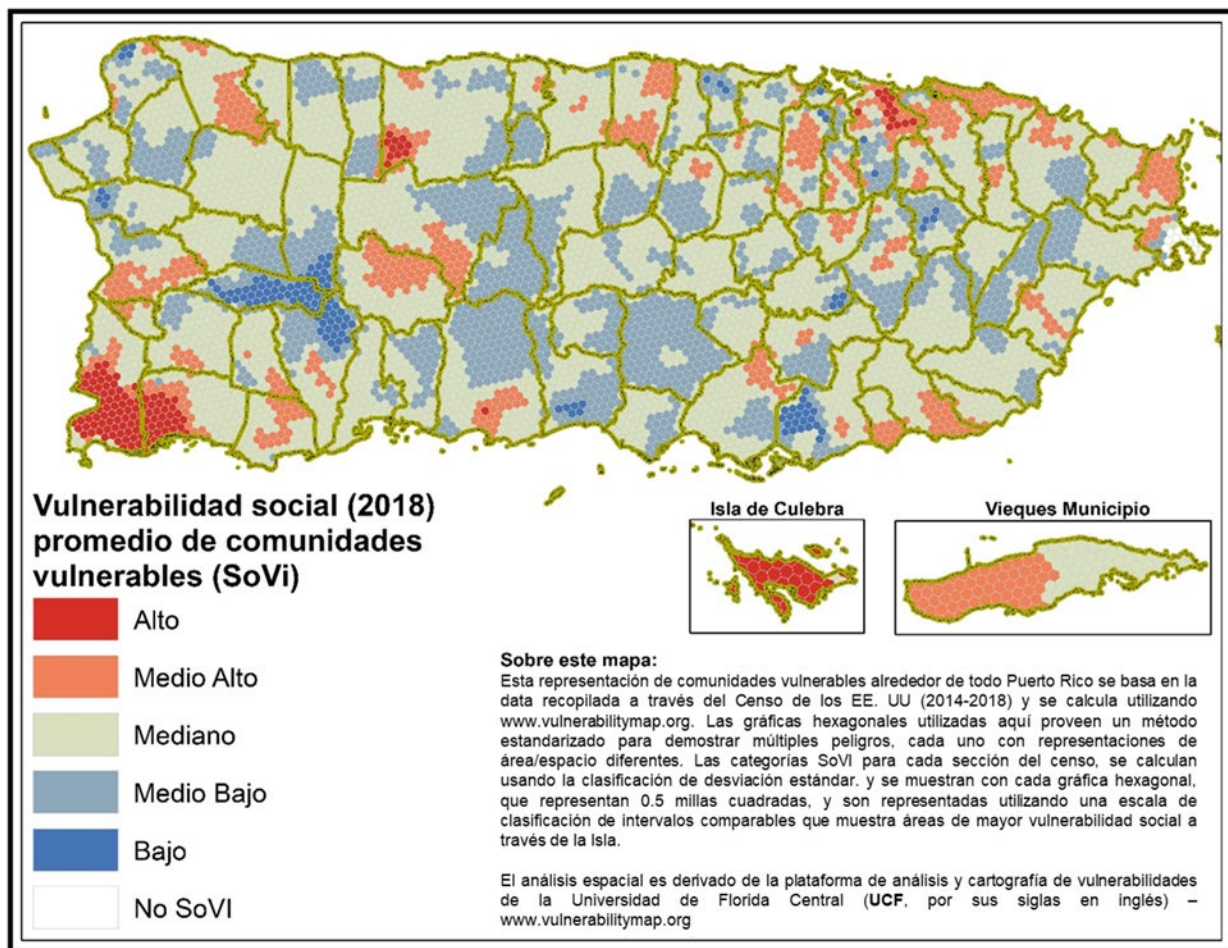 Isla de Culebra
Vieques Municipio
Vulnerabilidad social (2018)
promedio de comunidades
vulnerables (SoVi)
Alto
Medio Alto
Mediano
Medio Bajo
Bajo
No SoVI
Sobre este mapa:
Esta representación de comunidades vulnerables alrededor de todo Puerto Rico se basa en la
data recopilada a través del Censo de los EE. UU (2014-2018) y se calcula utilizando
www.vulnerabilitymap.org. Las gráficas hexagonales utilizadas aquí proveen un método
estandarizado para demostrar múltiples peligros, cada uno con representaciones de
área/espacio diferentes. Las categorías SoVI para cada sección del censo, se calculan
usando la clasificación de desviación estándar. y se muestran con cada gráfica hexagonal,
que representan 0.5 millas cuadradas, y son representadas utilizando una escala de
clasificación de intervalos comparables que muestra áreas de mayor vulnerabilidad social a
través de la Isla.
El análisis espacial es derivado de la plataforma de análisis y cartografía de vulnerabilidades
de la Universidad de Florida Central (UCF, por sus siglas en inglés) –
www.vulnerabilitymap.org